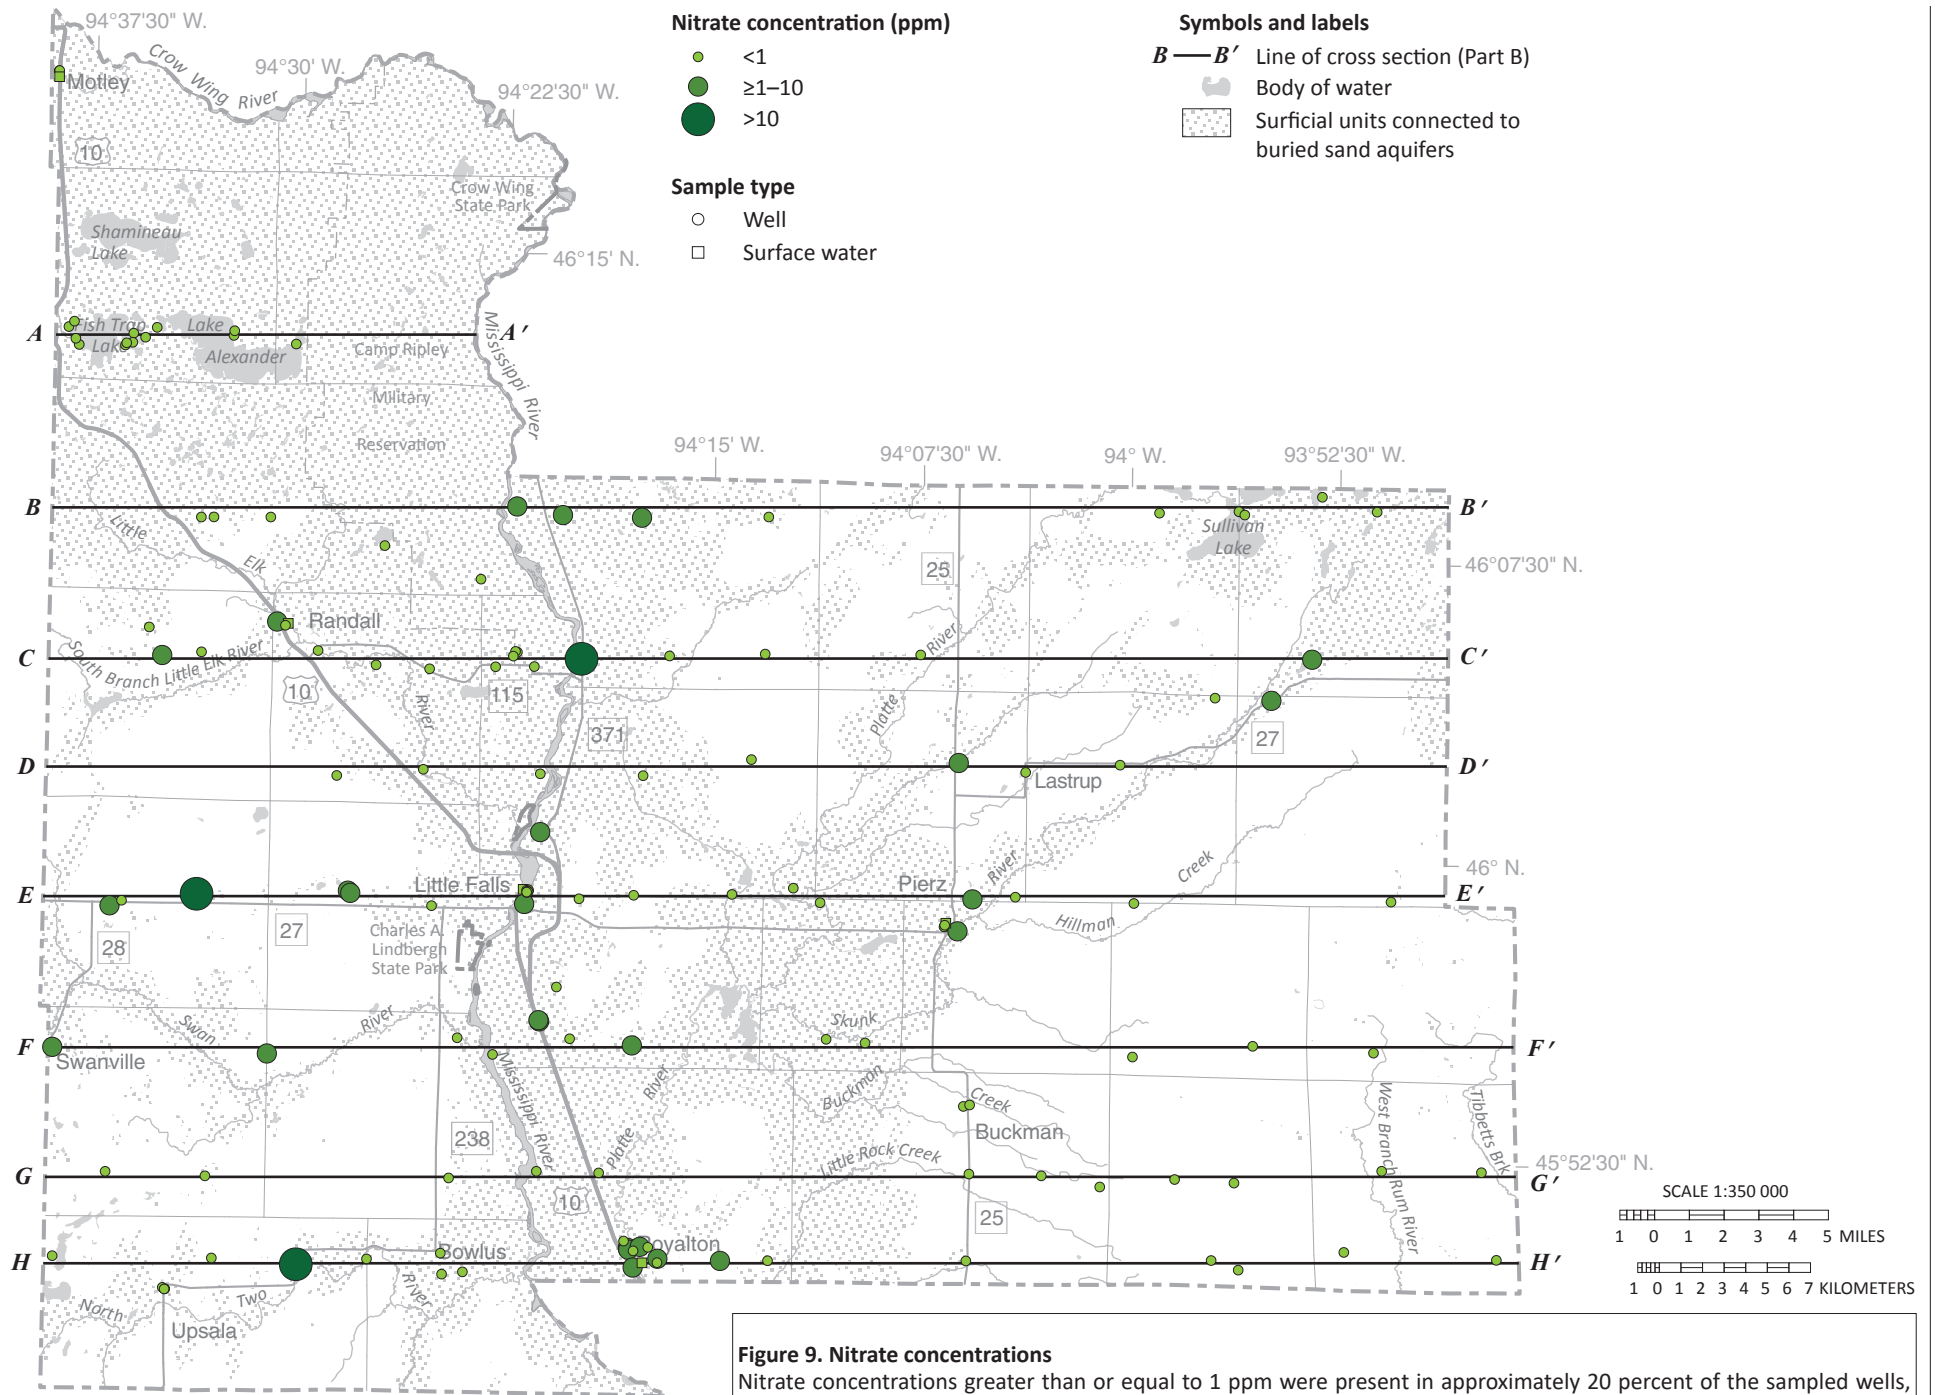 94°37'30" W.
Crow Wing River
94°30' W.
94°22'30" W.
Nitrate concentration (ppm)
<1
≥1–10
>10
Sample type
Well
Surface water
Symbols and labels
B B′ Line of cross section (Part B)
Body of water
Surficial units connected to
buried sand aquifers
Motley
10
Crow Wing
State Park
Shamineau
Lake
46°15' N.
A A′
Fish Trap
Lake
Lake
Alexander
Camp Ripley
Military
Reservation
Mississippi River
94°15' W.
94°07'30" W.
94° W.
93°52'30" W.
B B′
Little
Elk
River
Sullivan
Lake
25
46°07'30" N.
Randall
C C′
South Branch Little Elk River
10
115
371
Platte
River
27
D D′
Lastrup
46° N.
E E′
Little Falls
Pierz
River
Creek
Hillman
28
27
Charles A.
Lindbergh
State Park
Swan
River
Skunk
F F′
Swanville
Mississippi River
Platte
River
Buckman
Creek
Buckman
West Branch Rum River
Tibbetts Brk
238
Little Rock Creek
45°52'30" N.
G G′
10
25
SCALE 1:350 000
1 0 1 2 3 4 5 MILES
1 0 1 2 3 4 5 6 7 KILOMETERS
Bowlus
Royalton
H H′
North
Two
River
Upsala
Figure 9. Nitrate concentrations
Nitrate concentrations greater than or equal to 1 ppm were present in approximately 20 percent of the sampled wells,